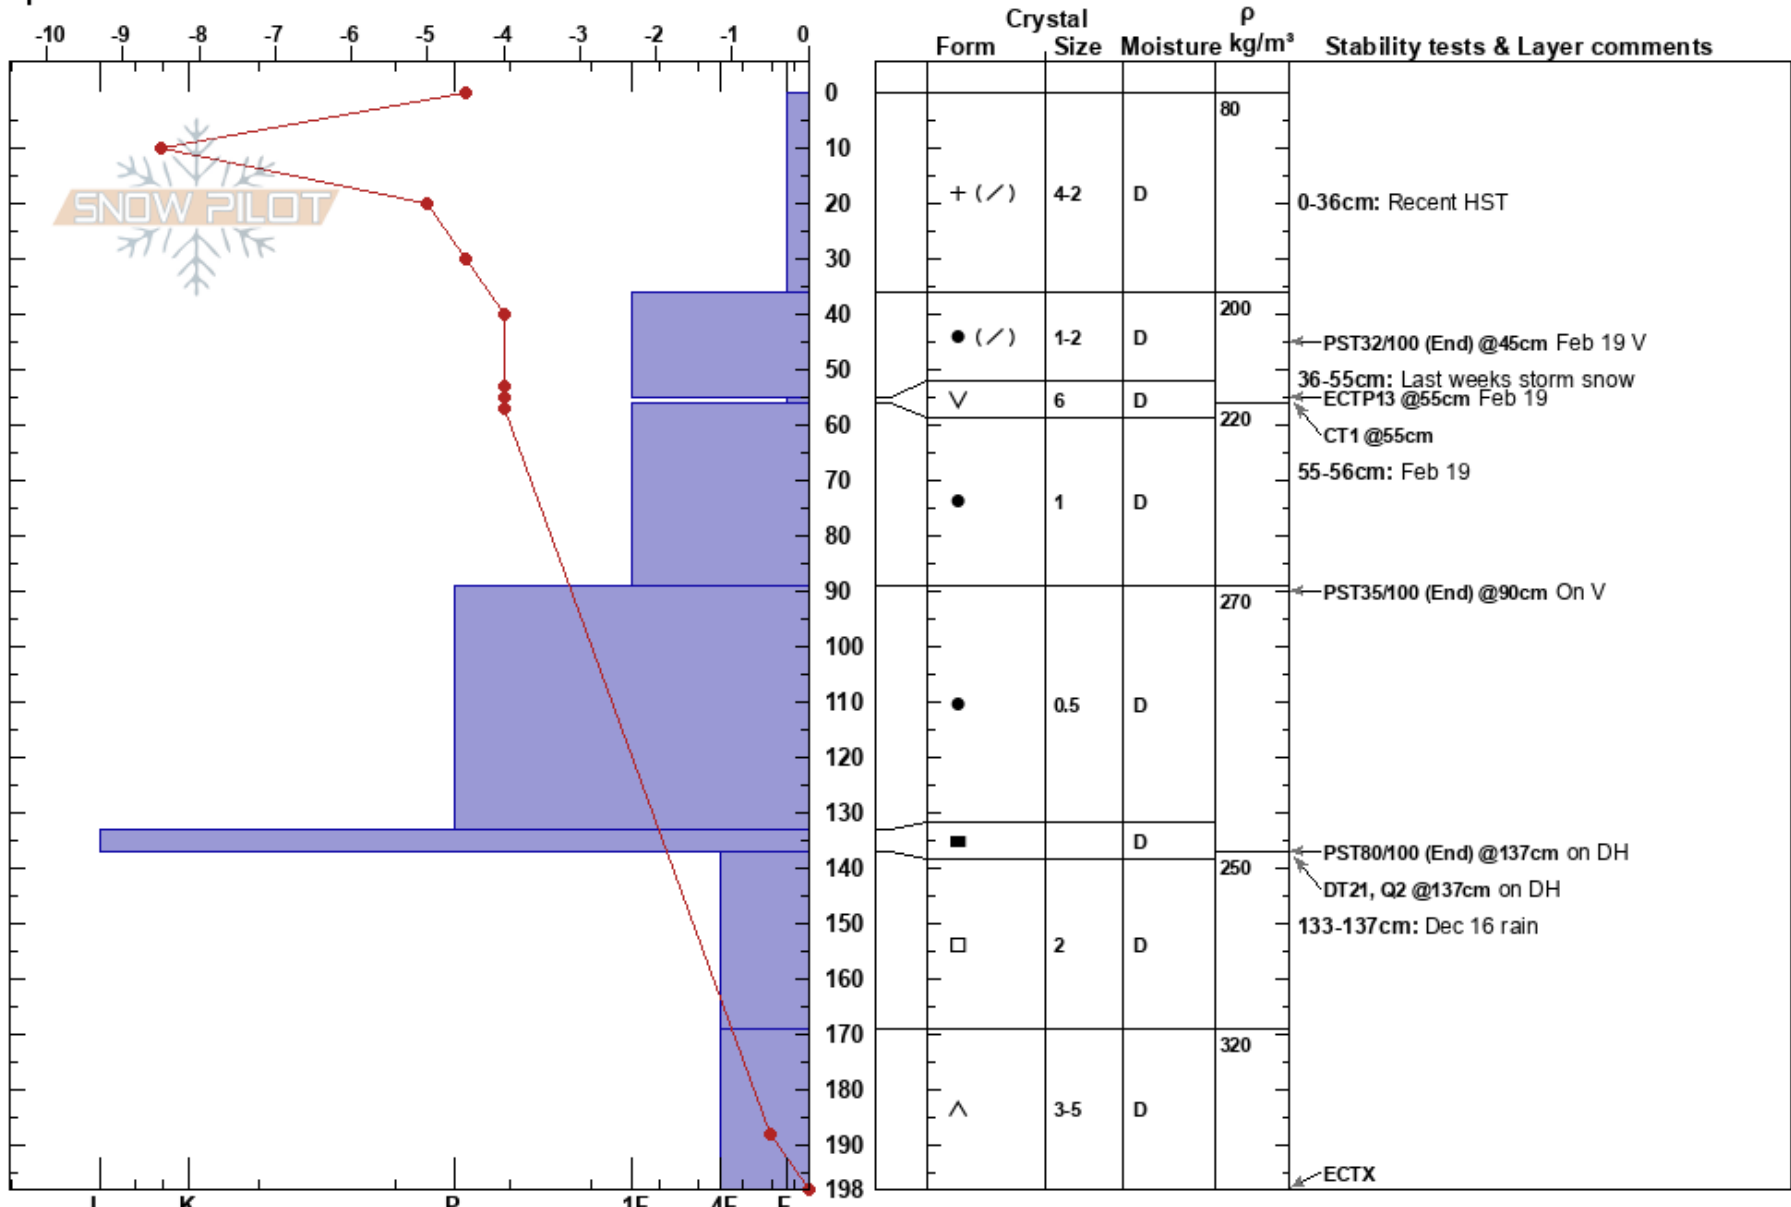 Crystal ρ
-10 -9 -8 -7 -6 -5 -4 -3 -2 -1 0 Form Size Moisture kg/m³ Stability tests & Layer comments
0
80
10
SNOW PILOT
+ (∕) 4-2 D
20 0-36cm: Recent HST
30
200
40
● (∕) 1-2 D PST32/100 (End) @45cm Feb 19 V
50 36-55cm: Last weeks storm snow
V 6 D ECTP13 @55cm Feb 19
60 220
CT1 @55cm
70 55-56cm: Feb 19
● 1 D
80
90 270 PST35/100 (End) @90cm On V
100
110 ● 0.5 D
120
130
■ D PST80/100 (End) @137cm on DH
140 250
DT21, Q2 @137cm on DH
150 133-137cm: Dec 16 rain
□ 2 D
160
170 320
180
∧ 3-5 D
190
ECTX
198
I K P 1F 4F F